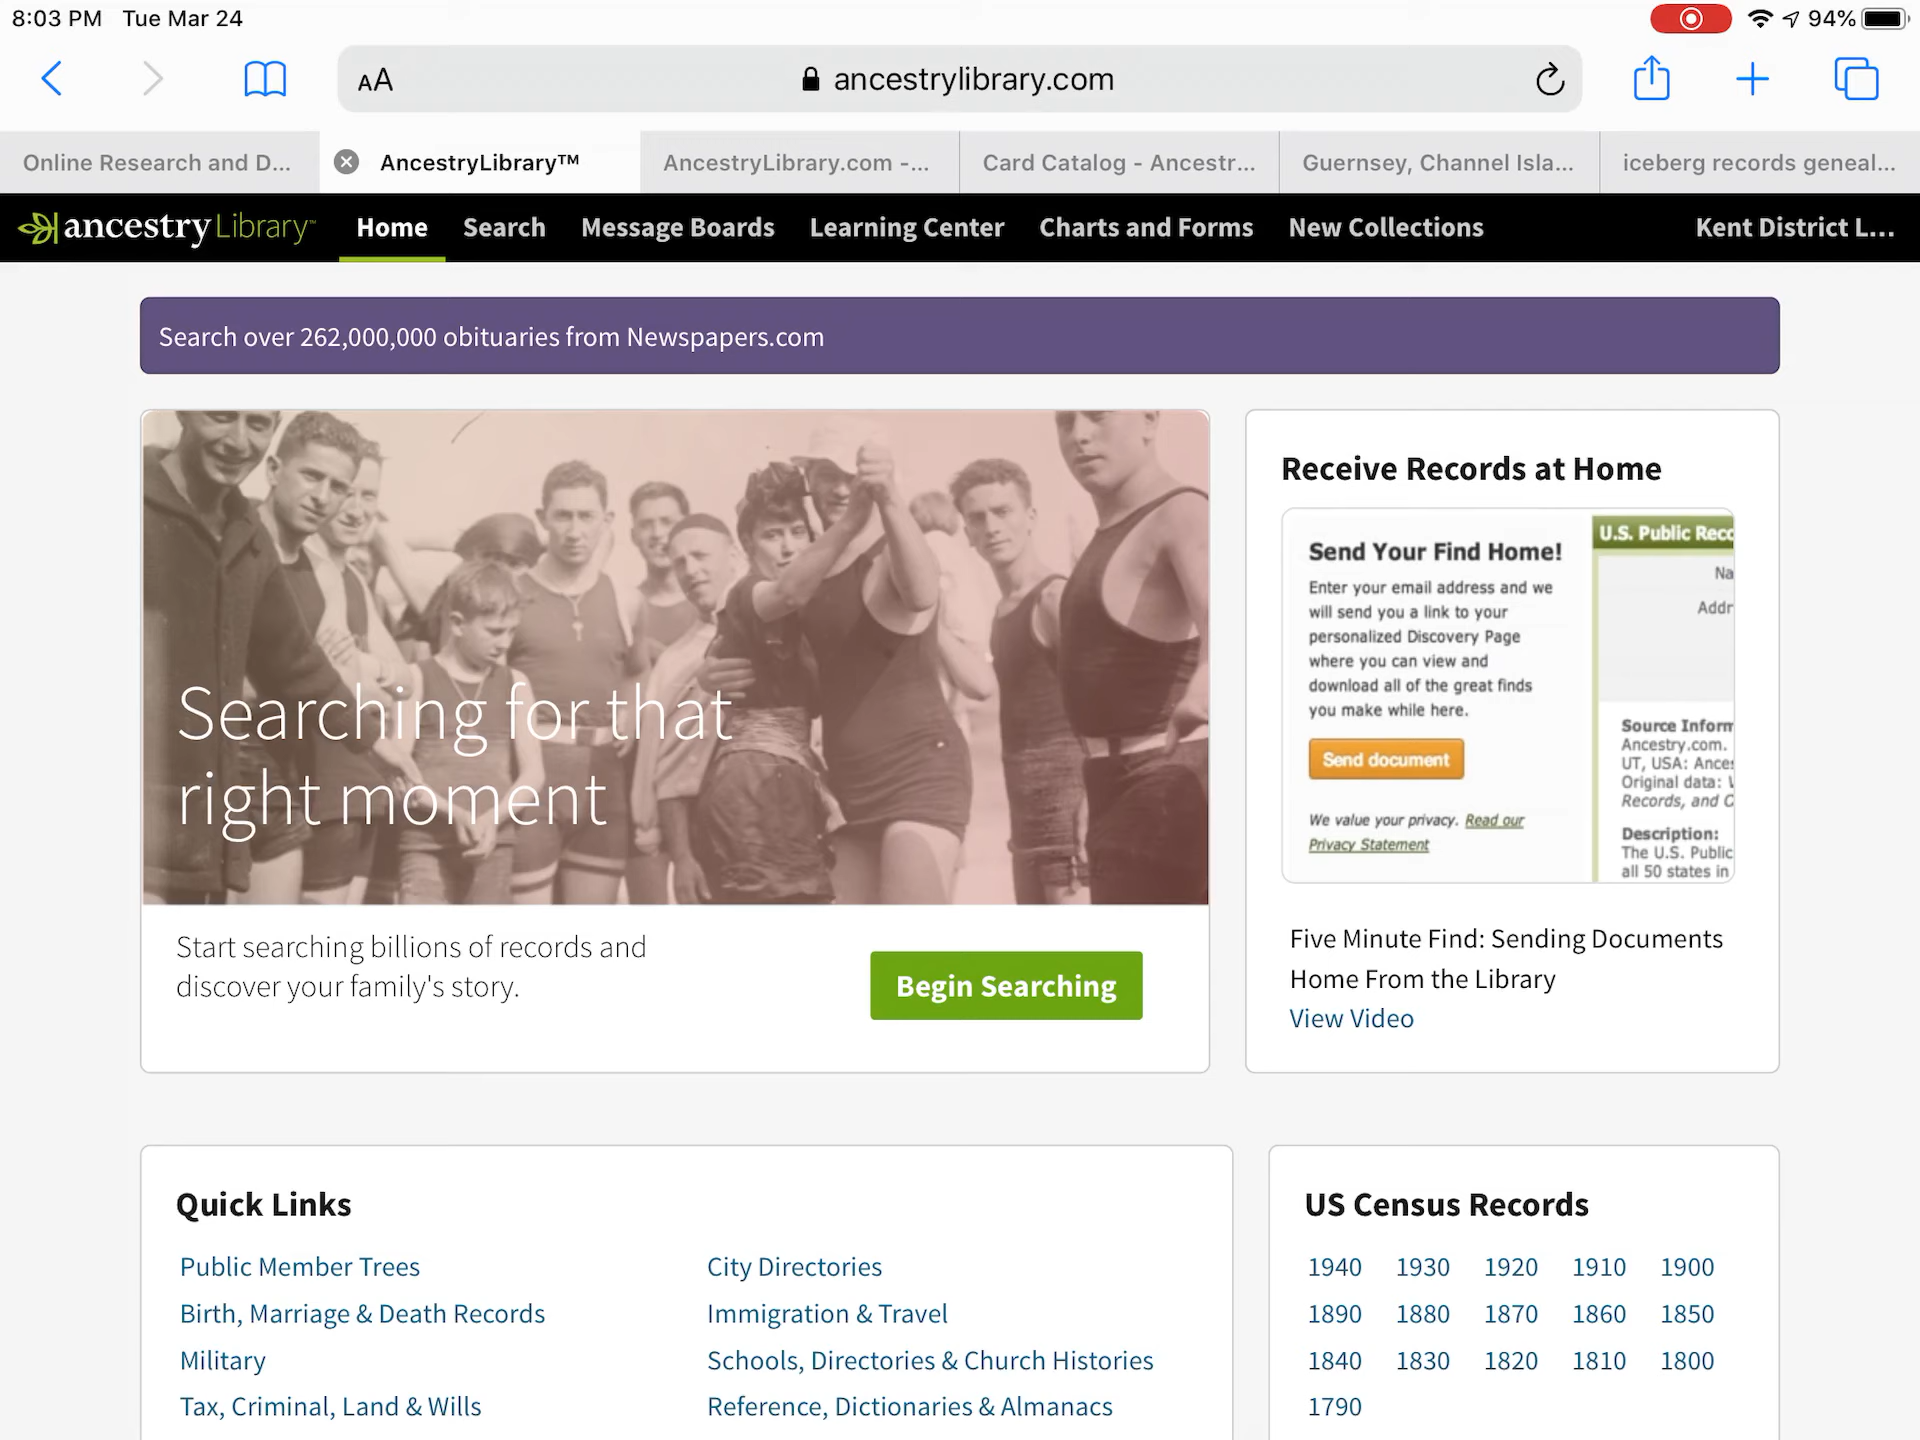 8:03 PM Tue Mar 24
94%
AA
ancestrylibrary.com
Online Research and D...
AncestryLibrary™
AncestryLibrary.com -...
Card Catalog - Ancestr...
Guernsey, Channel Isla...
iceberg records geneal...
ancestryLibrary™
Home
Search
Message Boards
Learning Center
Charts and Forms
New Collections
Kent District L...
Search over 262,000,000 obituaries from Newspapers.com
Searching for that
right moment
Start searching billions of records and
discover your family's story.
Begin Searching
Receive Records at Home
Send Your Find Home!
Enter your email address and we
will send you a link to your
personalized Discovery Page
where you can view and
download all of the great finds
you make while here.
Send document
We value your privacy. Read our
Privacy Statement
U.S. Public Reco
Na
Addr
Source Inform
Ancestry.com.
UT, USA: Ances
Original data:
Records, and C
Description:
The U.S. Public
all 50 states in
Five Minute Find: Sending Documents
Home From the Library
View Video
Quick Links
Public Member Trees
Birth, Marriage & Death Records
Military
Tax, Criminal, Land & Wills
City Directories
Immigration & Travel
Schools, Directories & Church Histories
Reference, Dictionaries & Almanacs
US Census Records
1940 1930 1920 1910 1900
1890 1880 1870 1860 1850
1840 1830 1820 1810 1800
1790